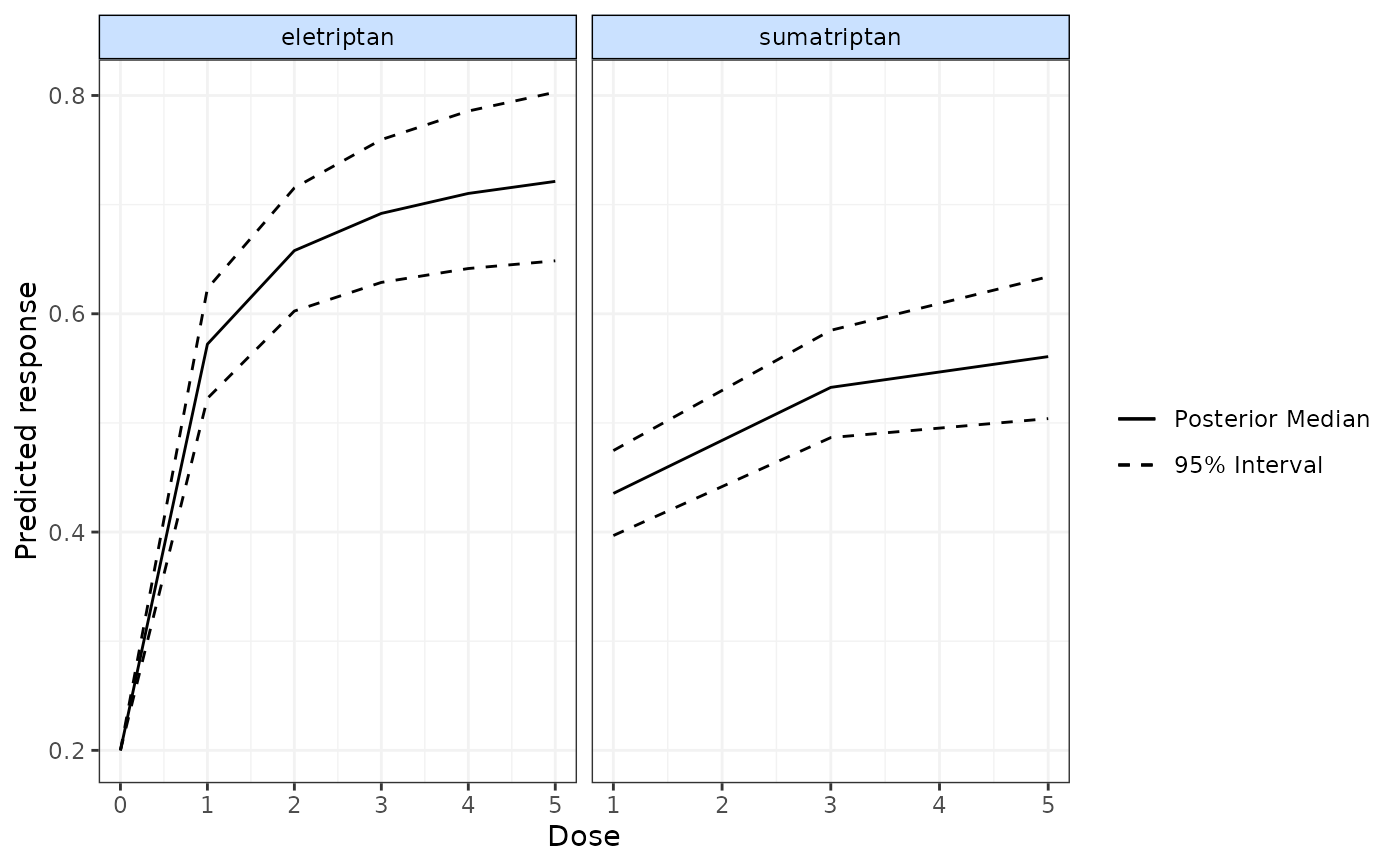 eletriptan
sumatriptan
Predicted response
0.8
0.6
0.4
0.2
0 1 2 3 4 5
1 2 3 4 5
Dose
Posterior Median
95% Interval